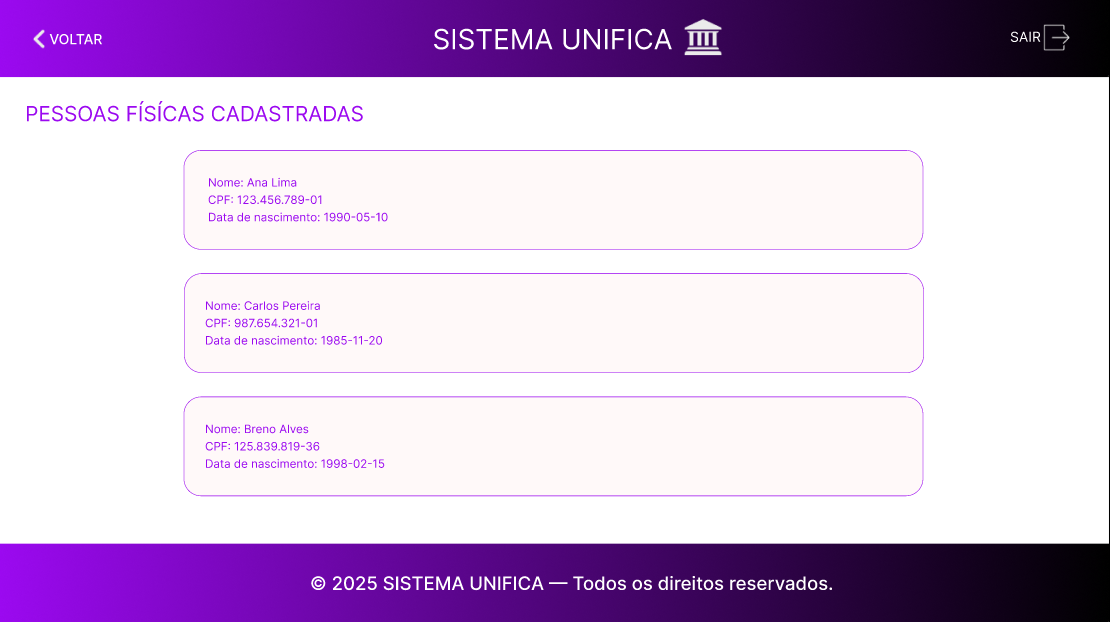 VOLTAR
SISTEMA UNIFICA
SAIR
PESSOAS FÍSÍCAS CADASTRADAS
Nome: Ana Lima
CPF: 123.456.789-01
Data de nascimento: 1990-05-10
Nome: Carlos Pereira
CPF: 987.654.321-01
Data de nascimento: 1985-11-20
Nome: Breno Alves
CPF: 125.839.819-36
Data de nascimento: 1998-02-15
© 2025 SISTEMA UNIFICA — Todos os direitos reservados.